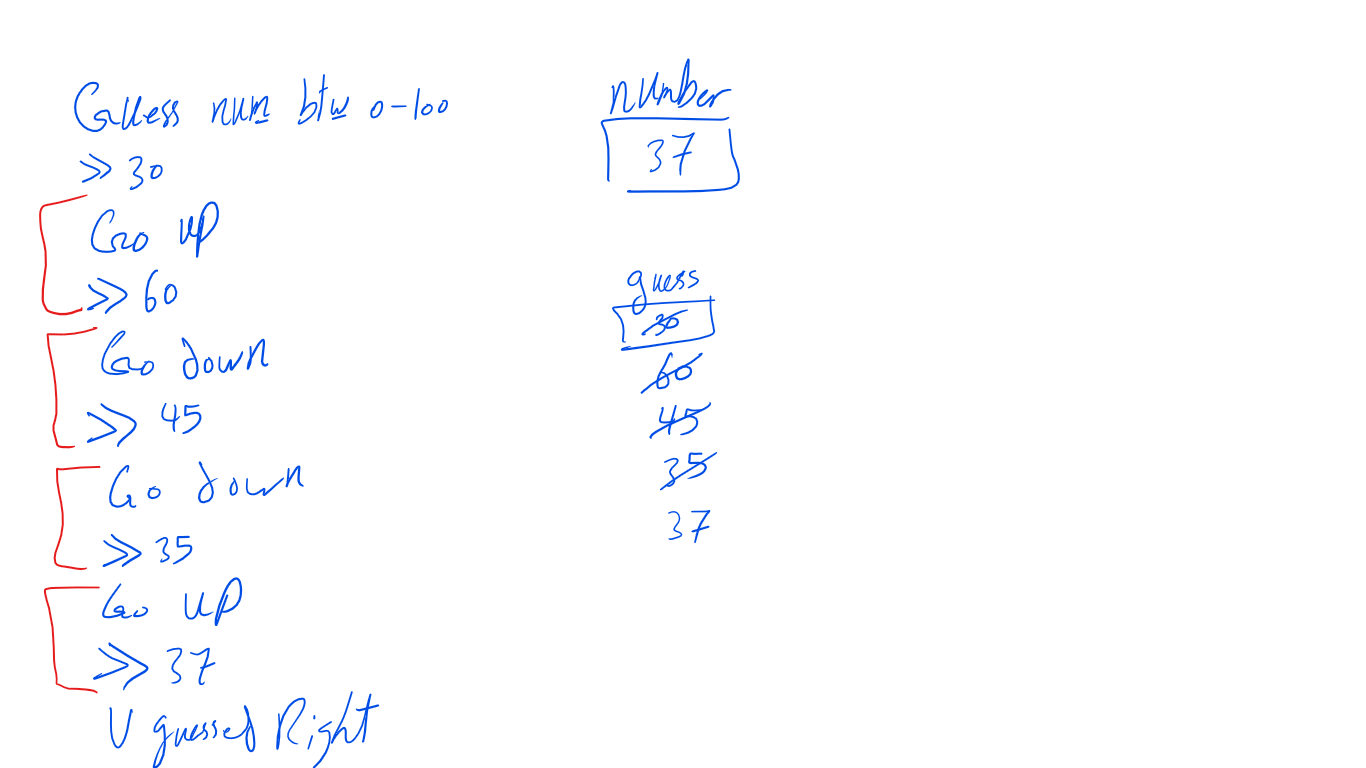 Guess num btw 0-100
>> 30
Go up
>> 60
Go down
>> 45
Go down
>> 35
Go up
>> 37
U guessed Right
number
37
guess
30
60
45
35
37